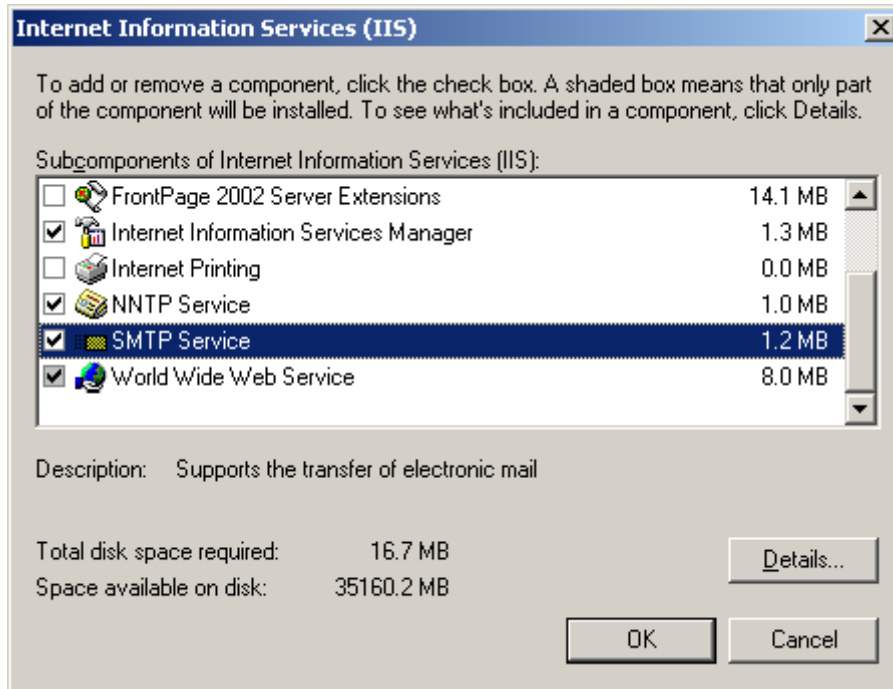 Internet Information Services (IIS)
To add or remove a component, click the check box. A shaded box means that only part
of the component will be installed. To see what's included in a component, click Details.
Subcomponents of Internet Information Services (IIS):
FrontPage 2002 Server Extensions 14.1 MB
Internet Information Services Manager 1.3 MB
Internet Printing 0.0 MB
NNTP Service 1.0 MB
SMTP Service 1.2 MB
World Wide Web Service 8.0 MB
Description: Supports the transfer of electronic mail
Total disk space required: 16.7 MB
Space available on disk: 35160.2 MB
Details...
OK Cancel